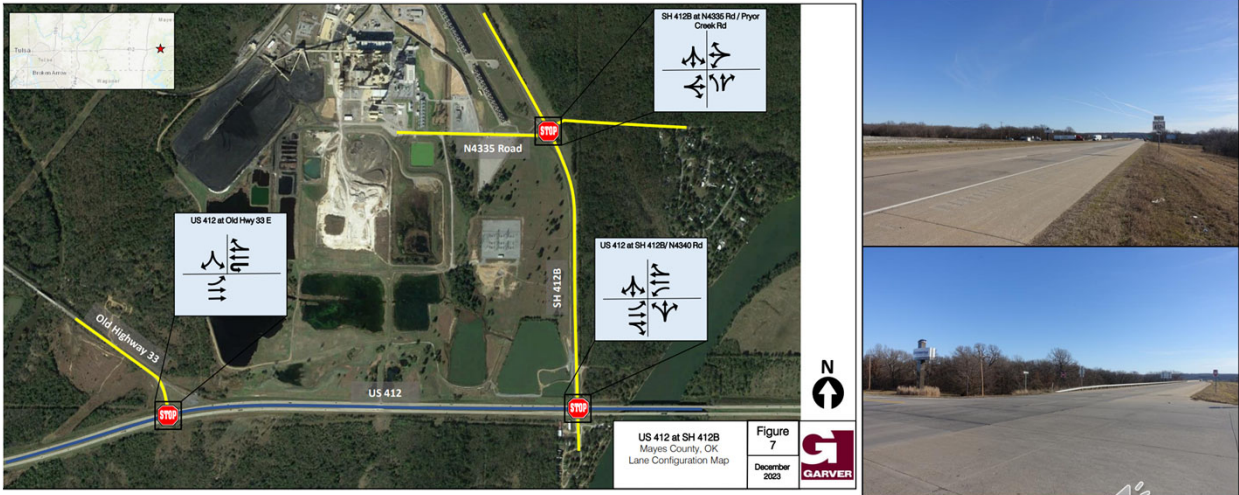 Tulsa
Broken Arrow
SH 412B at N4335 Rd / Pryor
Creek Rd
STOP
N4335 Road
US 412 at Old Hwy 33 E
US 412 at SH 412B/ N4340 Rd
SH 412B
Old Highway 33
US 412
STOP
STOP
N
US 412 at SH 412B
Mayes County, OK
Lane Configuration Map
Figure
7
December
2023
G
GARVER